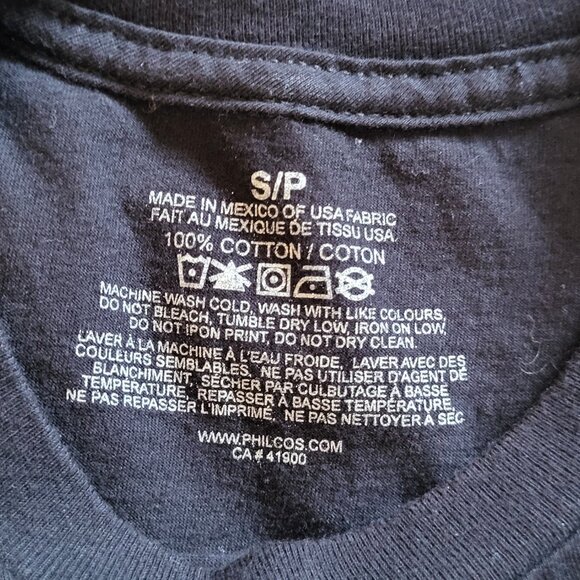 S/P
MADE IN MEXICO OF USA FABRIC
FAIT AU MEXIQUE DE TISSU USA
100% COTTON / COTON
MACHINE WASH COLD, WASH WITH LIKE COLOURS,
DO NOT BLEACH, TUMBLE DRY LOW, IRON ON LOW,
DO NOT IPON PRINT, DO NOT DRY CLEAN.
LAVER À LA MACHINE À L'EAU FROIDE, LAVER AVEC DES
COULEURS SEMBLABLES. NE PAS UTILISER D'AGENT DE
BLANCHIMENT, SÉCHER PAR CULBUTAGE À BASSE
TEMPÉRATURE, REPASSER À BASSE TEMPÉRATURE
NE PAS REPASSER L'IMPRIMÉ. NE PAS NETTOYER À SEC
WWW.PHILCOS.COM
CA # 41900